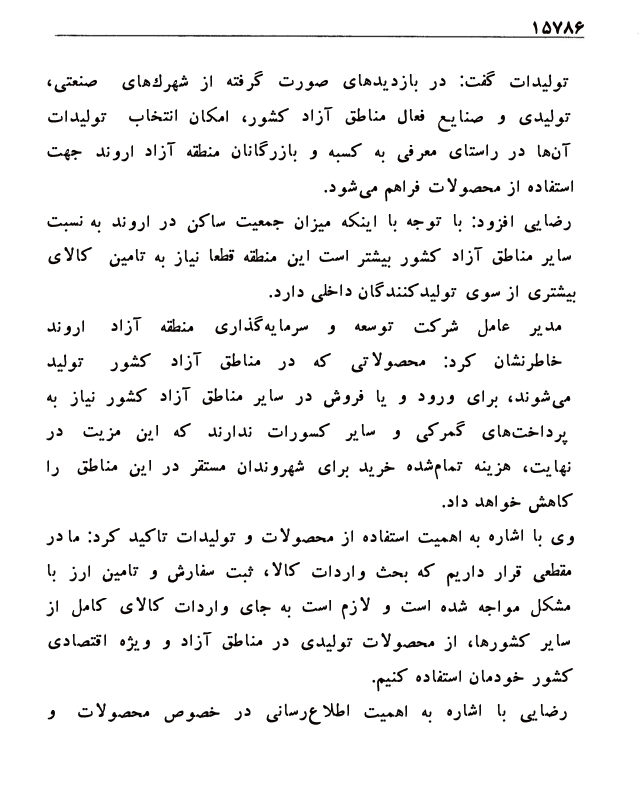 ۱۵۷۸۶
تولیدات گفت: در بازدیدهای صورت گرفته از شهرك‌های صنعتی،
تولیدی و صنایع فعال مناطق آزاد کشور، امکان انتخاب تولیدات
آن‌ها در راستای معرفی به کسبه و بازرگانان منطقه آزاد اروند جهت
استفاده از محصولات فراهم می‌شود.
رضایی افزود: با توجه با اینکه میزان جمعیت ساکن در اروند به نسبت
سایر مناطق آزاد کشور بیشتر است این منطقه قطعا نیاز به تامین کالای
بیشتری از سوی تولیدکنندگان داخلی دارد.
مدیر عامل شرکت توسعه و سرمایه‌گذاری منطقه آزاد اروند
خاطرنشان کرد: محصولاتی که در مناطق آزاد کشور تولید
می‌شوند، برای ورود و یا فروش در سایر مناطق آزاد کشور نیاز به
پرداخت‌های گمرکی و سایر کسورات ندارند که این مزیت در
نهایت، هزینه تمام‌شده خرید برای شهروندان مستقر در این مناطق را
کاهش خواهد داد.
وی با اشاره به اهمیت استفاده از محصولات و تولیدات تاکید کرد: مادر
مقطعی قرار داریم که بحث واردات کالا، ثبت سفارش و تامین ارز با
مشکل مواجه شده است و لازم است به جای واردات کالای کامل از
سایر کشورها، از محصولات تولیدی در مناطق آزاد و ویژه اقتصادی
کشور خودمان استفاده کنیم.
رضایی با اشاره به اهمیت اطلاع‌رسانی در خصوص محصولات و